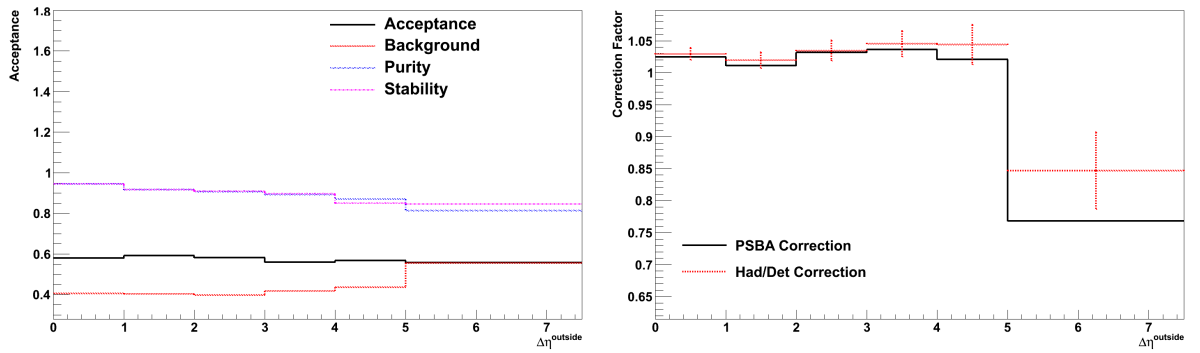 Acceptance
1.8
1.6
1.4
1.2
1
0.8
0.6
0.4
0 1 2 3 4 5 6 7
Δη^outside
Acceptance
Background
Purity
Stability
Correction Factor
1.05
1
0.95
0.9
0.85
0.8
0.75
0.7
0.65
0 1 2 3 4 5 6 7
Δη^outside
PSBA Correction
Had/Det Correction